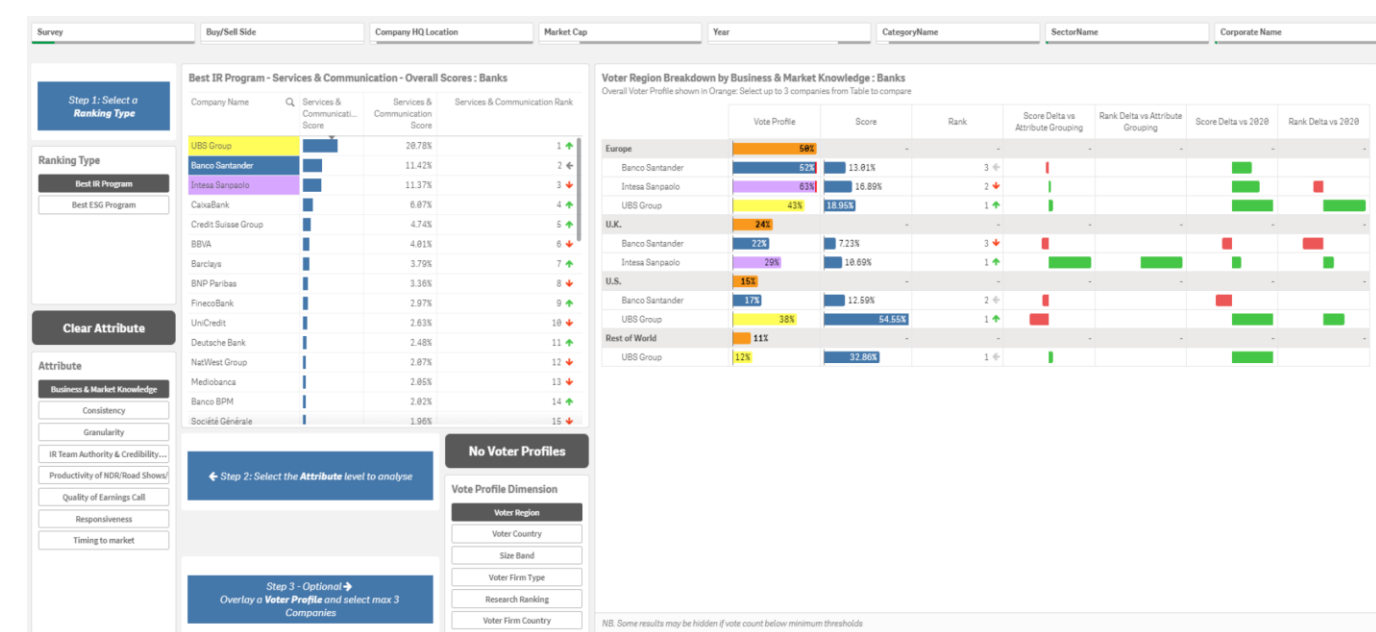 Survey Buy/Sell Side Company HQ Location Market Cap Year CategoryName SectorName Corporate Name
Step 1: Select a
Ranking Type
Ranking Type
Best IR Program
Best ESG Program
Clear Attribute
Attribute
Business & Market Knowledge
Consistency
Granularity
IR Team Authority & Credibility...
Productivity of NDR/Road Shows/
Quality of Earnings Call
Responsiveness
Timing to market
Best IR Program - Services & Communication - Overall Scores : Banks
Company Name Services & Communicati... Score Services & Communication Score Services & Communication Rank
UBS Group 20.78% 1 ↑
Banco Santander 11.42% 2 ←
Intesa Sanpaolo 11.37% 3 ↓
CaixaBank 6.07% 4 ↑
Credit Suisse Group 4.74% 5 ↑
BBVA 4.01% 6 ↓
Barclays 3.79% 7 ↑
BNP Paribas 3.36% 8 ↓
FinecoBank 2.97% 9 ↑
UniCredit 2.63% 10 ↓
Deutsche Bank 2.48% 11 ↑
NatWest Group 2.07% 12 ↓
Mediobanca 2.05% 13 ↓
Banco BPM 2.02% 14 ↑
Société Générale 1.96% 15 ↓
← Step 2: Select the Attribute level to analyse
Step 3 - Optional →
Overlay a Voter Profile and select max 3
Companies
No Voter Profiles
Vote Profile Dimension
Voter Region
Voter Country
Size Band
Voter Firm Type
Research Ranking
Voter Firm Country
Voter Region Breakdown by Business & Market Knowledge : Banks
Overall Voter Profile shown in Orange: Select up to 3 companies from Table to compare
Vote Profile Score Rank Score Delta vs Attribute Grouping Rank Delta vs Attribute Grouping Score Delta vs 2020 Rank Delta vs 2020
Europe 50% - - - - - -
Banco Santander 52% 13.01% 3 ←
Intesa Sanpaolo 63% 16.89% 2 ↓
UBS Group 43% 18.95% 1 ↑
U.K. 24% - - - - - -
Banco Santander 22% 7.23% 3 ↓
Intesa Sanpaolo 29% 10.69% 1 ↑
U.S. 15% - - - - - -
Banco Santander 17% 12.59% 2 ←
UBS Group 38% 54.55% 1 ↑
Rest of World 11% - - - - - -
UBS Group 12% 32.86% 1 ←
NB. Some results may be hidden if vote count below minimum thresholds